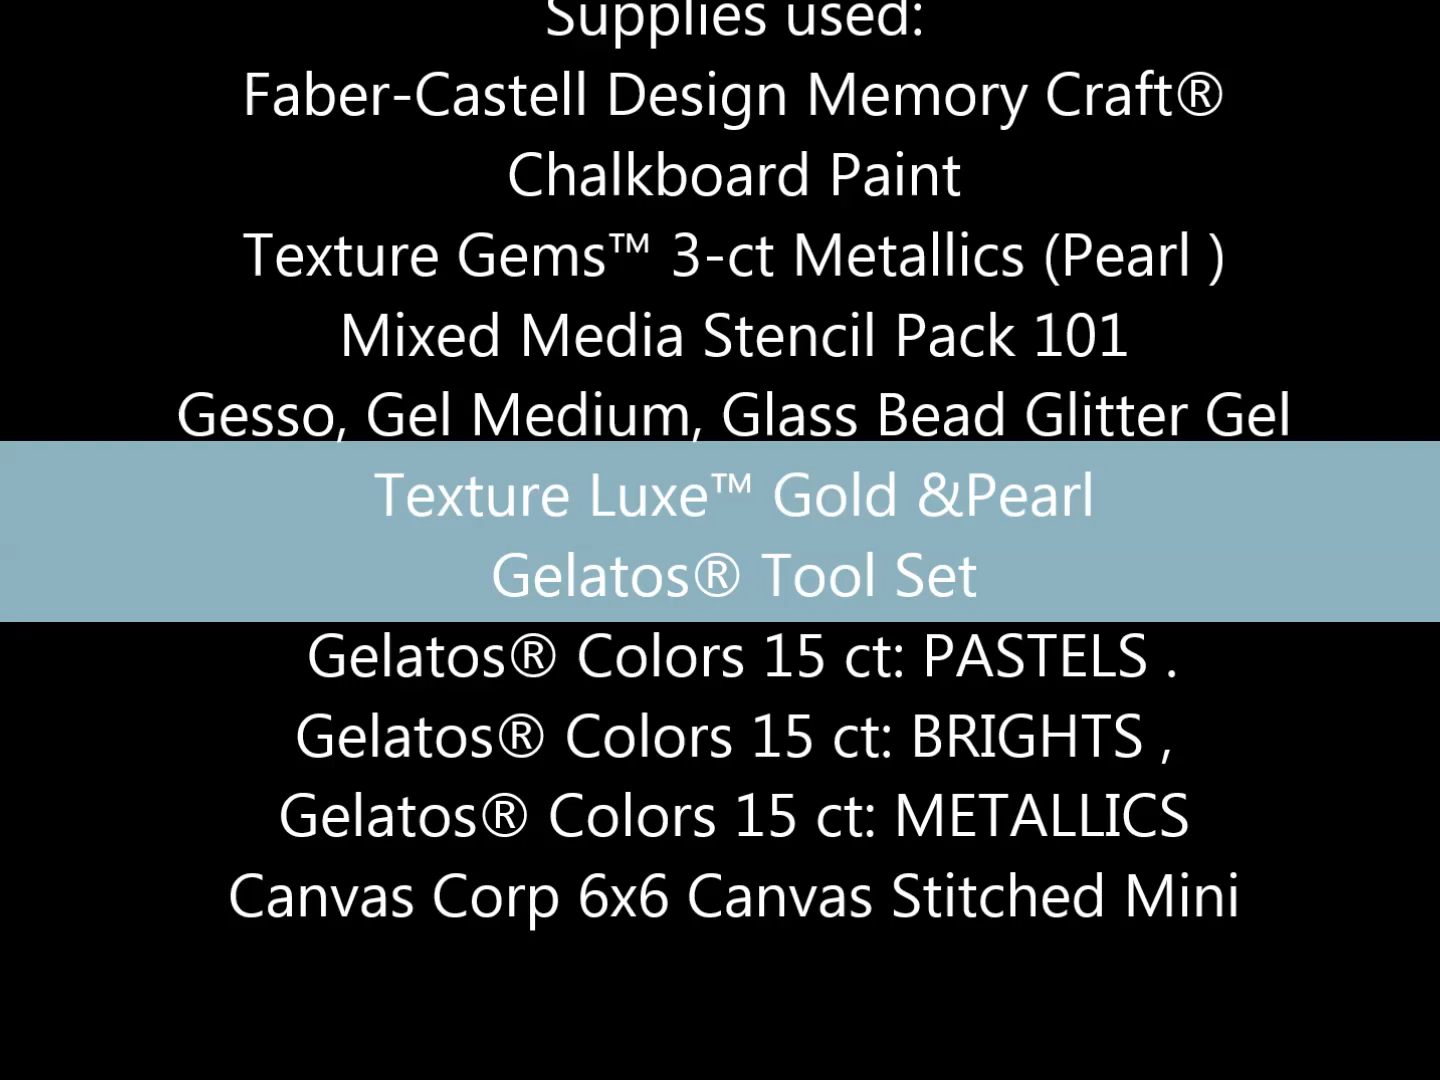 Supplies used:
Faber-Castell Design Memory Craft®
Chalkboard Paint
Texture Gems™ 3-ct Metallics (Pearl )
Mixed Media Stencil Pack 101
Gesso, Gel Medium, Glass Bead Glitter Gel
Texture Luxe™ Gold &Pearl
Gelatos® Tool Set
Gelatos® Colors 15 ct: PASTELS .
Gelatos® Colors 15 ct: BRIGHTS ,
Gelatos® Colors 15 ct: METALLICS
Canvas Corp 6x6 Canvas Stitched Mini